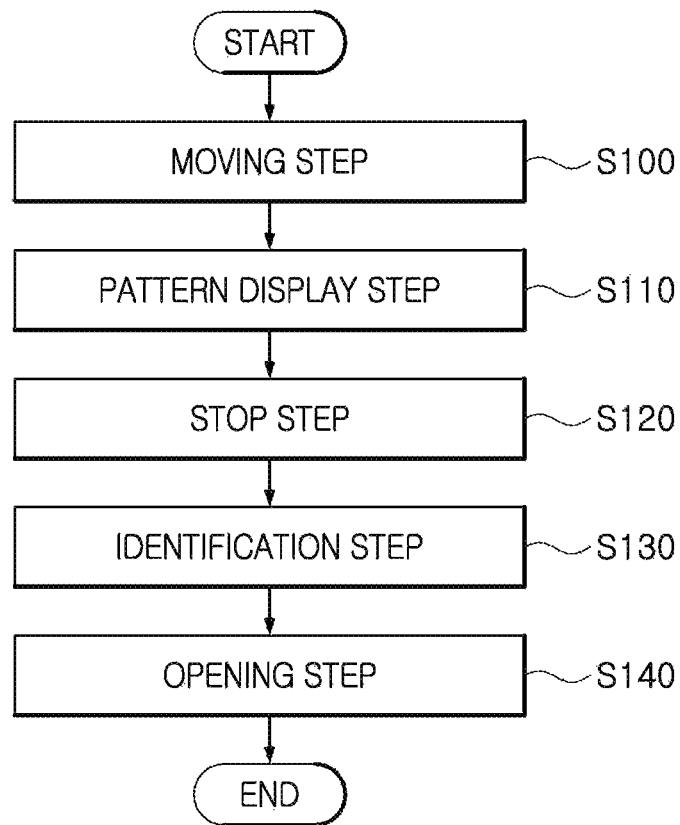 START
MOVING STEP S100
PATTERN DISPLAY STEP S110
STOP STEP S120
IDENTIFICATION STEP S130
OPENING STEP S140
END